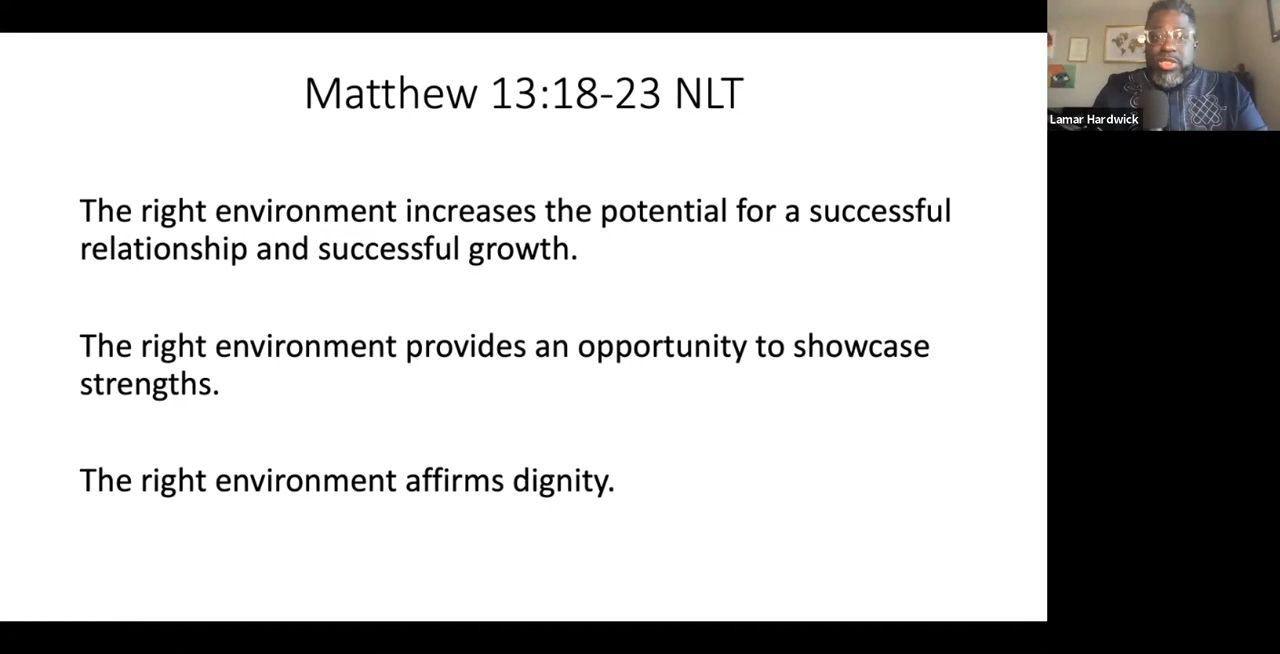 Matthew 13:18-23 NLT
Lamar Hardwick
The right environment increases the potential for a successful
relationship and successful growth.
The right environment provides an opportunity to showcase
strengths.
The right environment affirms dignity.